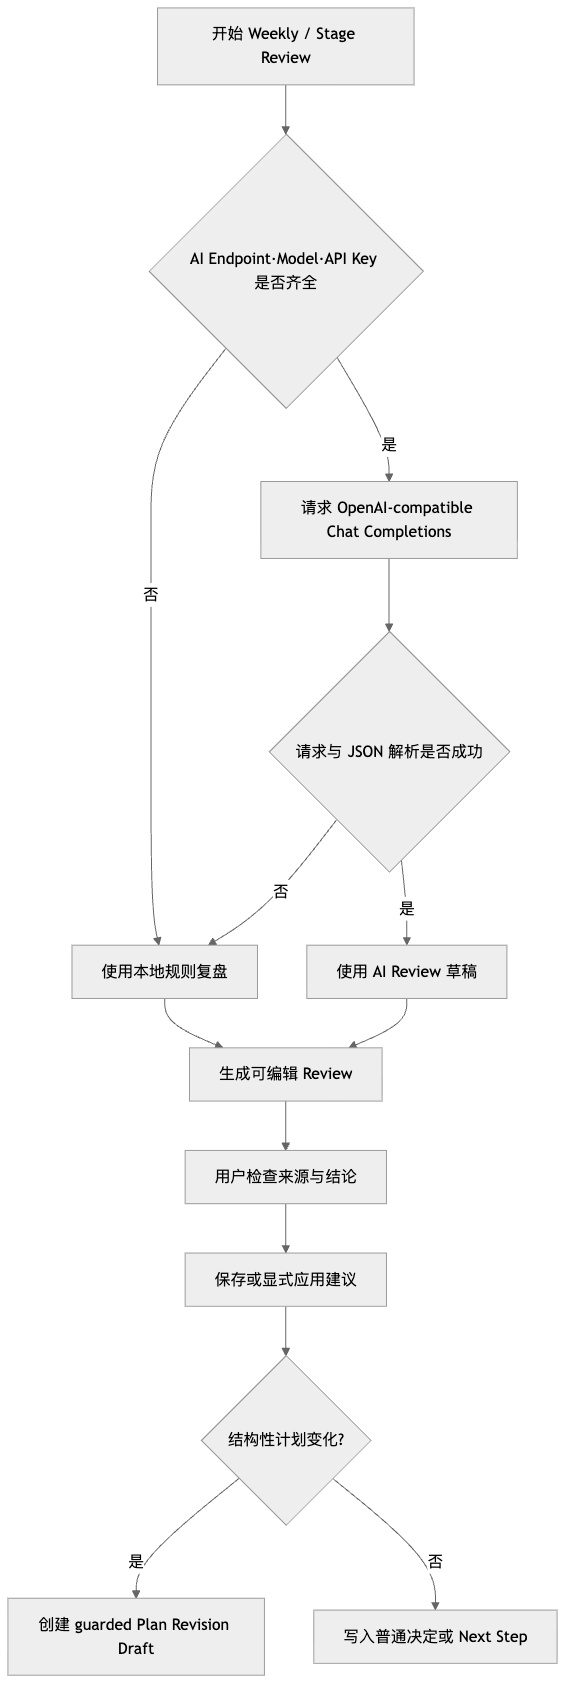 开始 Weekly / Stage
Review
AI Endpoint·Model·API Key
是否齐全
是
请求 OpenAI-compatible
Chat Completions
否
请求与 JSON 解析是否成功
否
是
使用本地规则复盘
使用 AI Review 草稿
生成可编辑 Review
用户检查来源与结论
保存或显式应用建议
结构性计划变化?
是
否
创建 guarded Plan Revision
Draft
写入普通决定或 Next Step